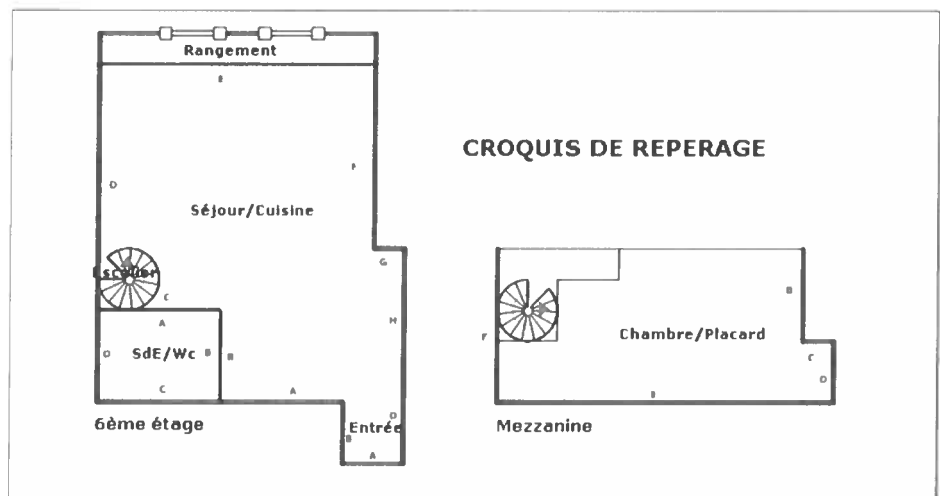 Rangement
E
CROQUIS DE REPERAGE
F
D
Séjour/Cuisine
G
Escalier
C
B
A
H
Chambre/Placard
F
SdE/Wc
D
B
B
C
C
D
A
B
D
6ème étage
Entrée
Mezzanine
B
A